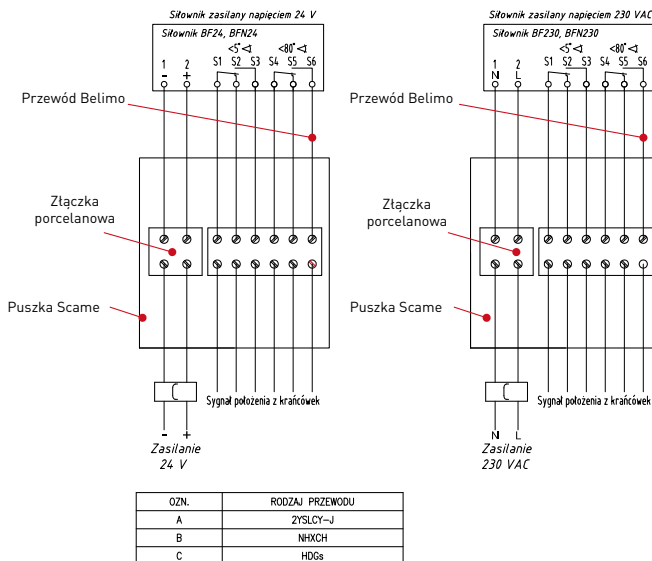 Siłownik zasilany napięciem 24 V
Siłownik BF24, BFN24
<5° <80°
1 2 S1 S2 S3 S4 S5 S6
- +
Przewód Belimo
Złączka
porcelanowa
Puszka Scame
C
Sygnał położenia z krańcówek
- +
Zasilanie
24 V
Siłownik zasilany napięciem 230 VAC
Siłownik BF230, BFN230
<5° <80°
1 2 S1 S2 S3 S4 S5 S6
N L
Przewód Belimo
Złączka
porcelanowa
Puszka Scame
C
Sygnał położenia z krańcówek
N L
Zasilanie
230 VAC
OZN. RODZAJ PRZEWODU
A 2YSLCY-J
B NHXCH
C HDGs